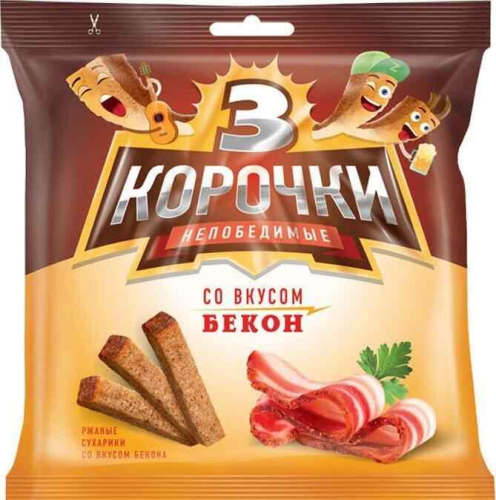 Z
3
КОРОЧКИ
НЕПОБЕДИМЫЕ
СО ВКУСОМ
БЕКОН
РЖАНЫЕ
СУХАРИКИ
СО ВКУСОМ БЕКОНА